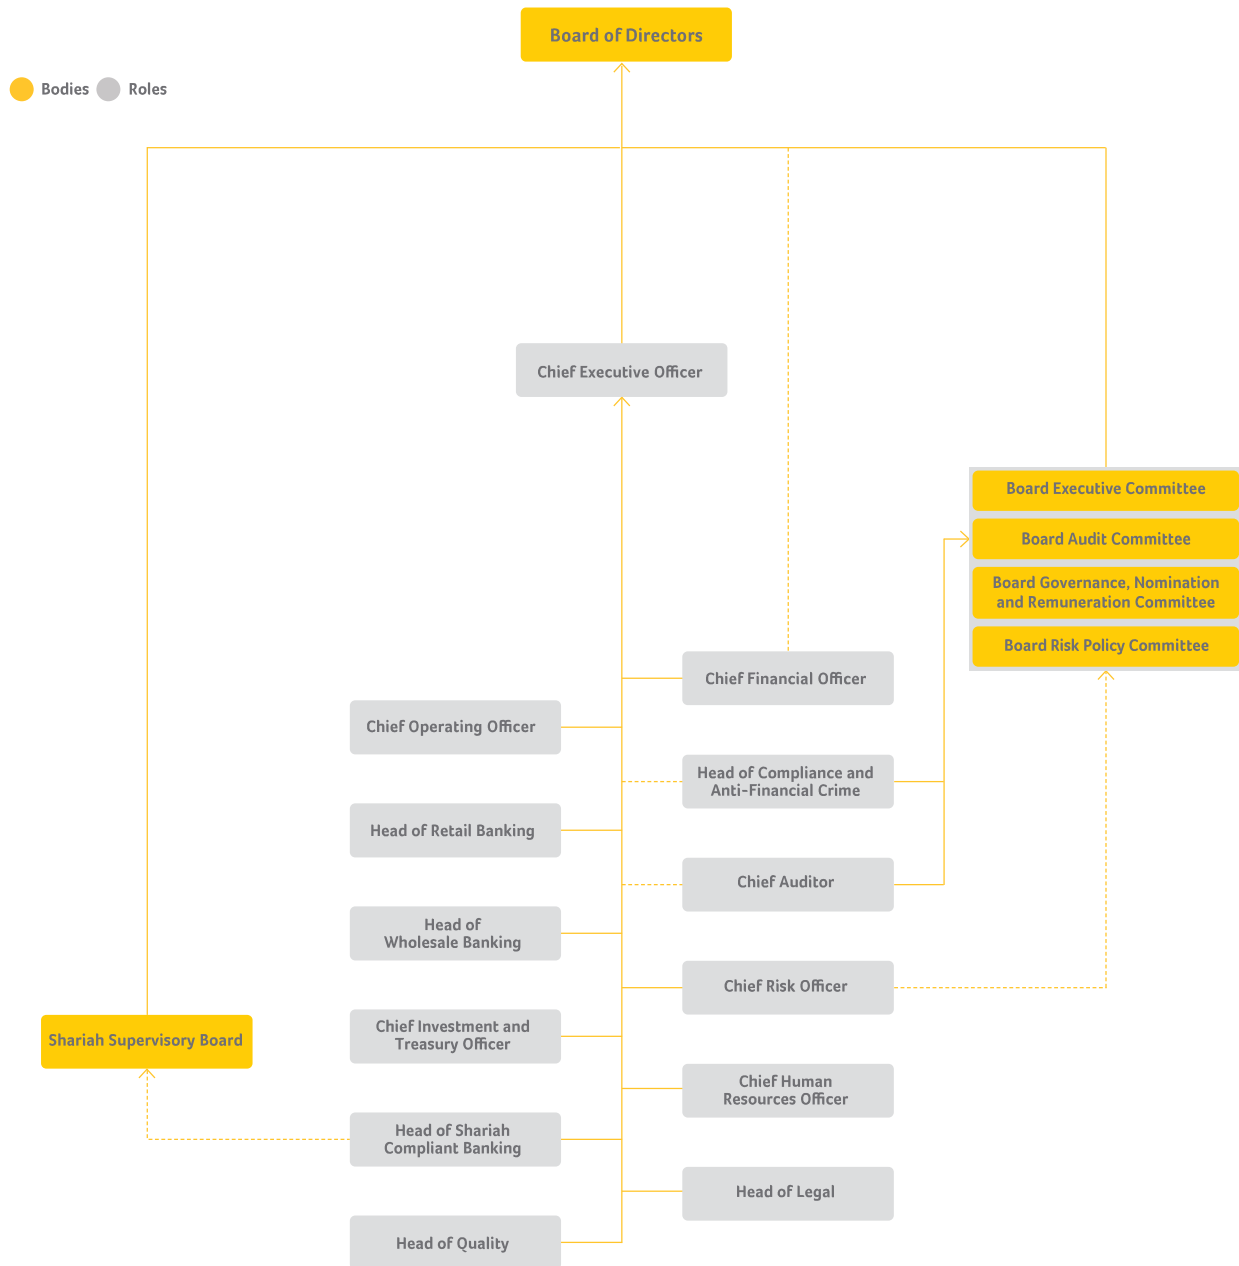 Board of Directors
Bodies
Roles
Chief Executive Officer
Board Executive Committee
Board Audit Committee
Board Governance, Nomination
and Remuneration Committee
Board Risk Policy Committee
Chief Financial Officer
Chief Operating Officer
Head of Compliance and
Anti-Financial Crime
Head of Retail Banking
Chief Auditor
Head of
Wholesale Banking
Chief Risk Officer
Chief Investment and
Treasury Officer
Shariah Supervisory Board
Chief Human
Resources Officer
Head of Shariah
Compliant Banking
Head of Legal
Head of Quality